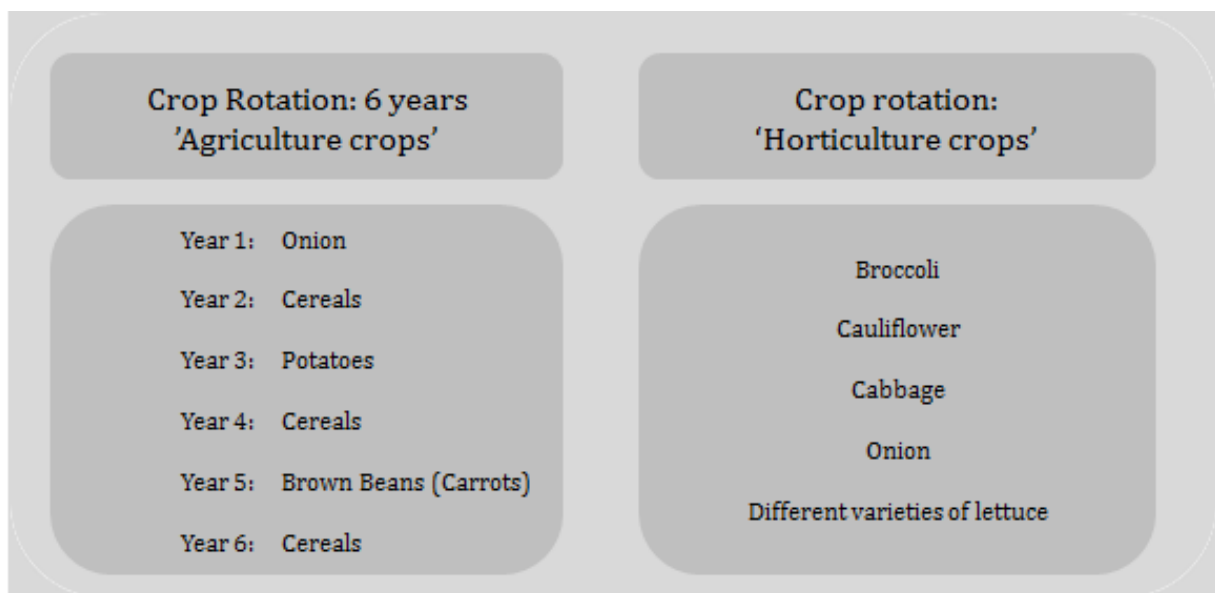 Crop Rotation: 6 years
’Agriculture crops’
Year 1: Onion
Year 2: Cereals
Year 3: Potatoes
Year 4: Cereals
Year 5: Brown Beans (Carrots)
Year 6: Cereals
Crop rotation:
‘Horticulture crops’
Broccoli
Cauliflower
Cabbage
Onion
Different varieties of lettuce